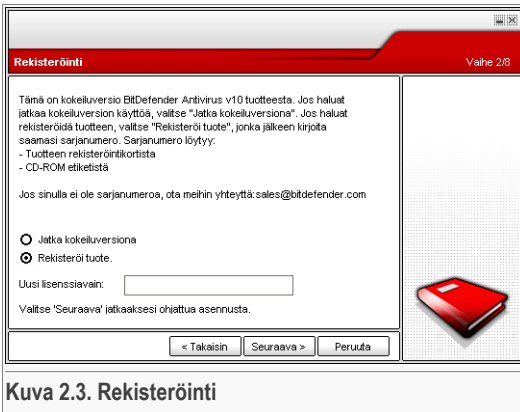 Rekisteröinti
Vaihe 2/8
Tämä on kokeiluversio BitDefender Antivirus v10 tuotteesta. Jos haluat
jatkaa kokeiluversion käyttöä, valitse "Jatka kokeiluversiona". Jos haluat
rekisteröidä tuotteen, valitse "Rekisteröi tuote", jonka jälkeen kirjoita
saamasi sarjanumero. Sarjanumero löytyy:
- Tuotteen rekisteröintikortista
- CD-ROM etiketistä
Jos sinulla ei ole sarjanumeroa, ota meihin yhteyttä:sales@bitdefender.com
Jatka kokeiluversiona
Rekisteröi tuote.
Uusi lisenssiavain:
Valitse 'Seuraava' jatkaaksesi ohjattua asennusta.
< Takaisin
Seuraava >
Peruuta
Kuva 2.3. Rekisteröinti